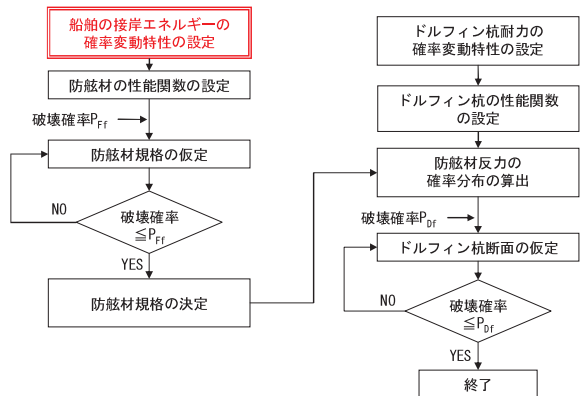 船舶の接岸エネルギーの
確率変動特性の設定
防舷材の性能関数の設定
破壊確率PFf
防舷材規格の仮定
NO
破壊確率
≦PFf
YES
防舷材規格の決定
ドルフィン杭耐力の
確率変動特性の設定
ドルフィン杭の性能関数
の設定
防舷材反力の
確率分布の算出
破壊確率PDf
ドルフィン杭断面の仮定
NO
破壊確率
≦PDf
YES
終了